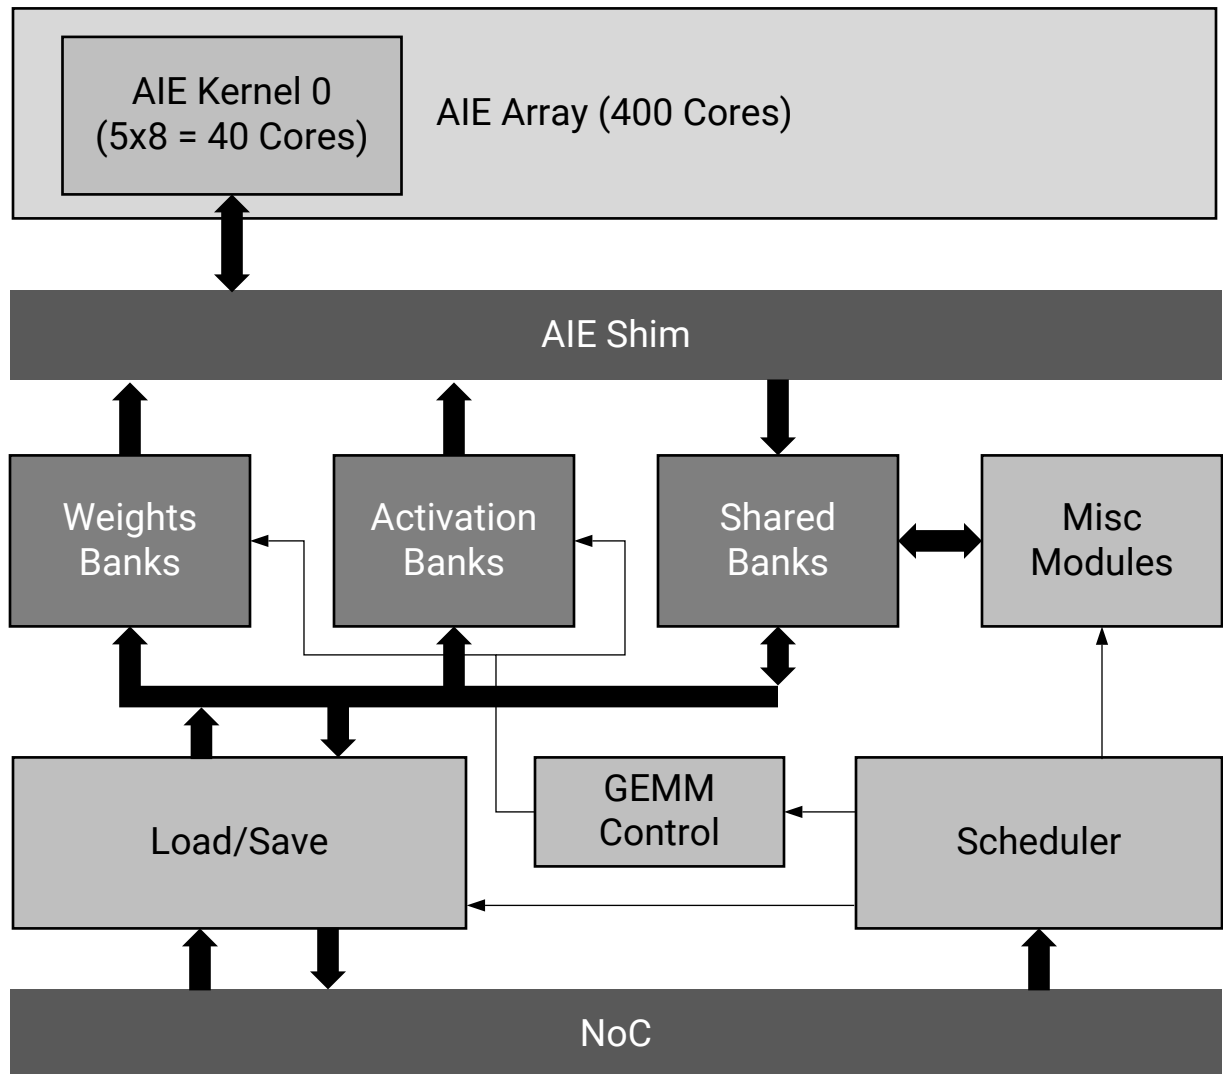 AIE Kernel 0
(5x8 = 40 Cores)
AIE Array (400 Cores)
AIE Shim
Weights
Banks
Activation
Banks
Shared
Banks
Misc
Modules
Load/Save
GEMM
Control
Scheduler
NoC